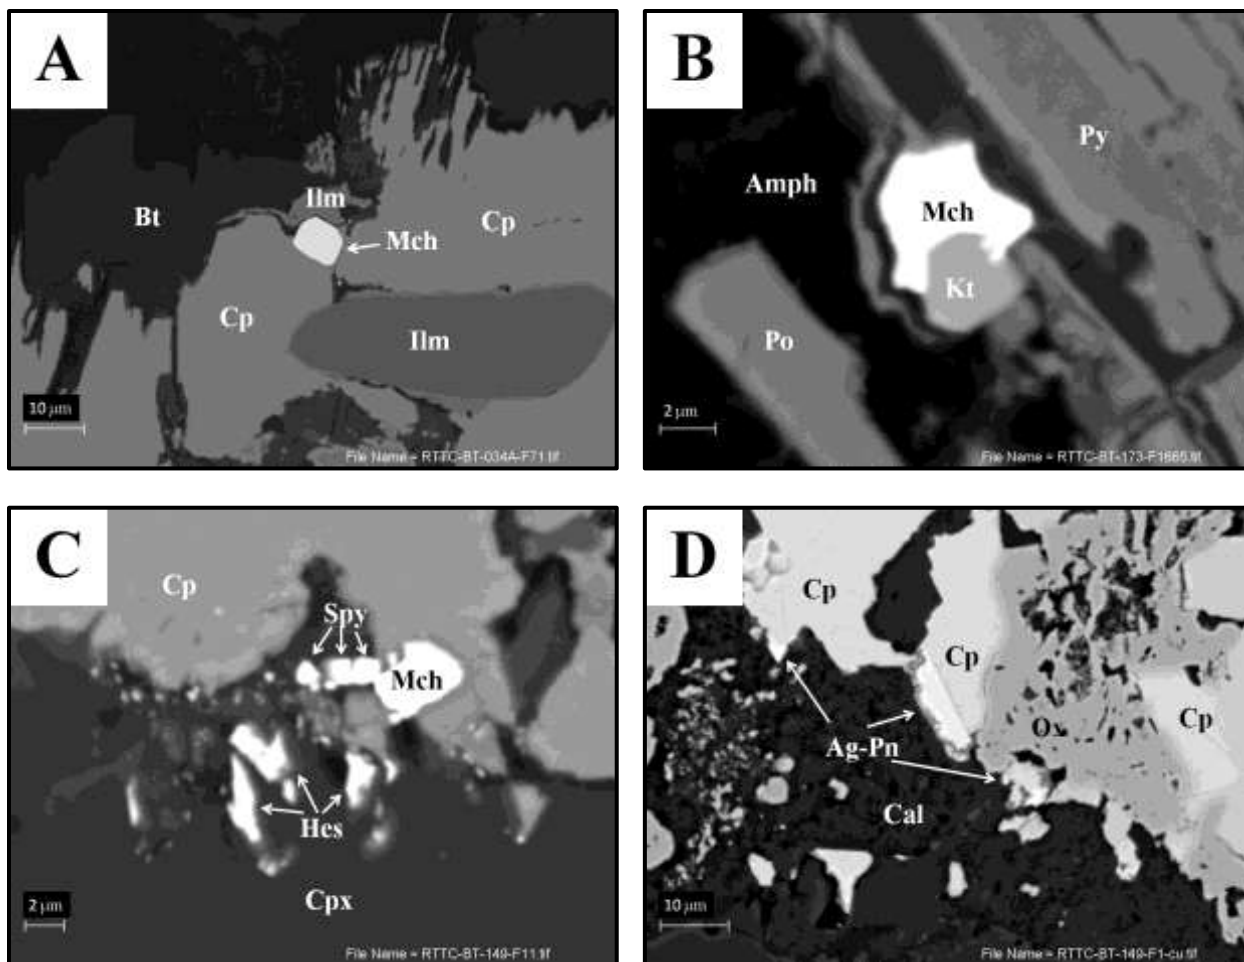 A
Ilm
Bt
Cp
Mch
Cp
Ilm
10 µm
File Name = RTTC-BT-034A-F71.tif
B
Py
Amph
Mch
Kt
Po
2 µm
File Name = RTTC-BT-173-F1665.tif
C
Cp
Spy
Mch
Hes
Cpx
2 µm
File Name = RTTC-BT-149-F11.tif
D
Cp
Cp
Cp
Ox
Ag-Pn
Cal
10 µm
File Name = RTTC-BT-149-F1-cu.tif